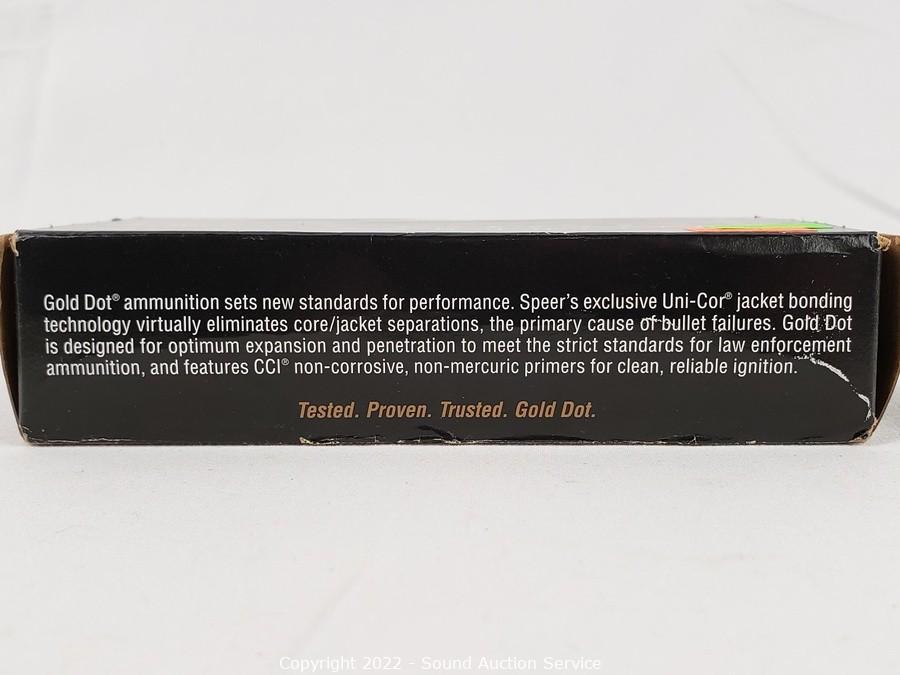 Gold Dot® ammunition sets new standards for performance. Speer's exclusive Uni-Cor® jacket bonding
technology virtually eliminates core/jacket separations, the primary cause of bullet failures. Gold Dot
is designed for optimum expansion and penetration to meet the strict standards for law enforcement
ammunition, and features CCI® non-corrosive, non-mercuric primers for clean, reliable ignition.
Tested. Proven. Trusted. Gold Dot.
Copyright 2022 - Sound Auction Service